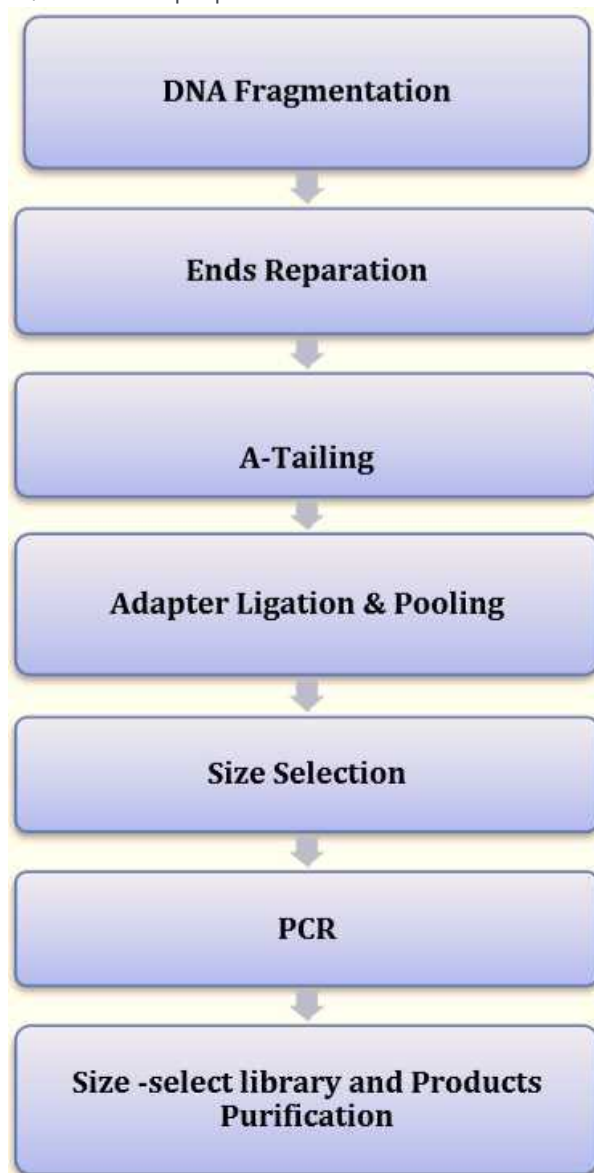 DNA Fragmentation
Ends Reparation
A-Tailing
Adapter Ligation & Pooling
Size Selection
PCR
Size -select library and Products
Purification